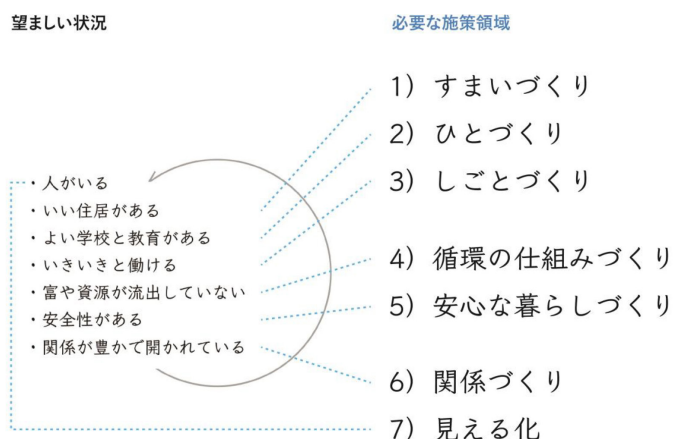 望ましい状況
・人がいる
・いい住居がある
・よい学校と教育がある
・いきいきと働ける
・富や資源が流出していない
・安全性がある
・関係が豊かで開かれている
必要な施策領域
1) すまいづくり
2) ひとづくり
3) しごとづくり
4) 循環の仕組みづくり
5) 安心な暮らしづくり
6) 関係づくり
7) 見える化